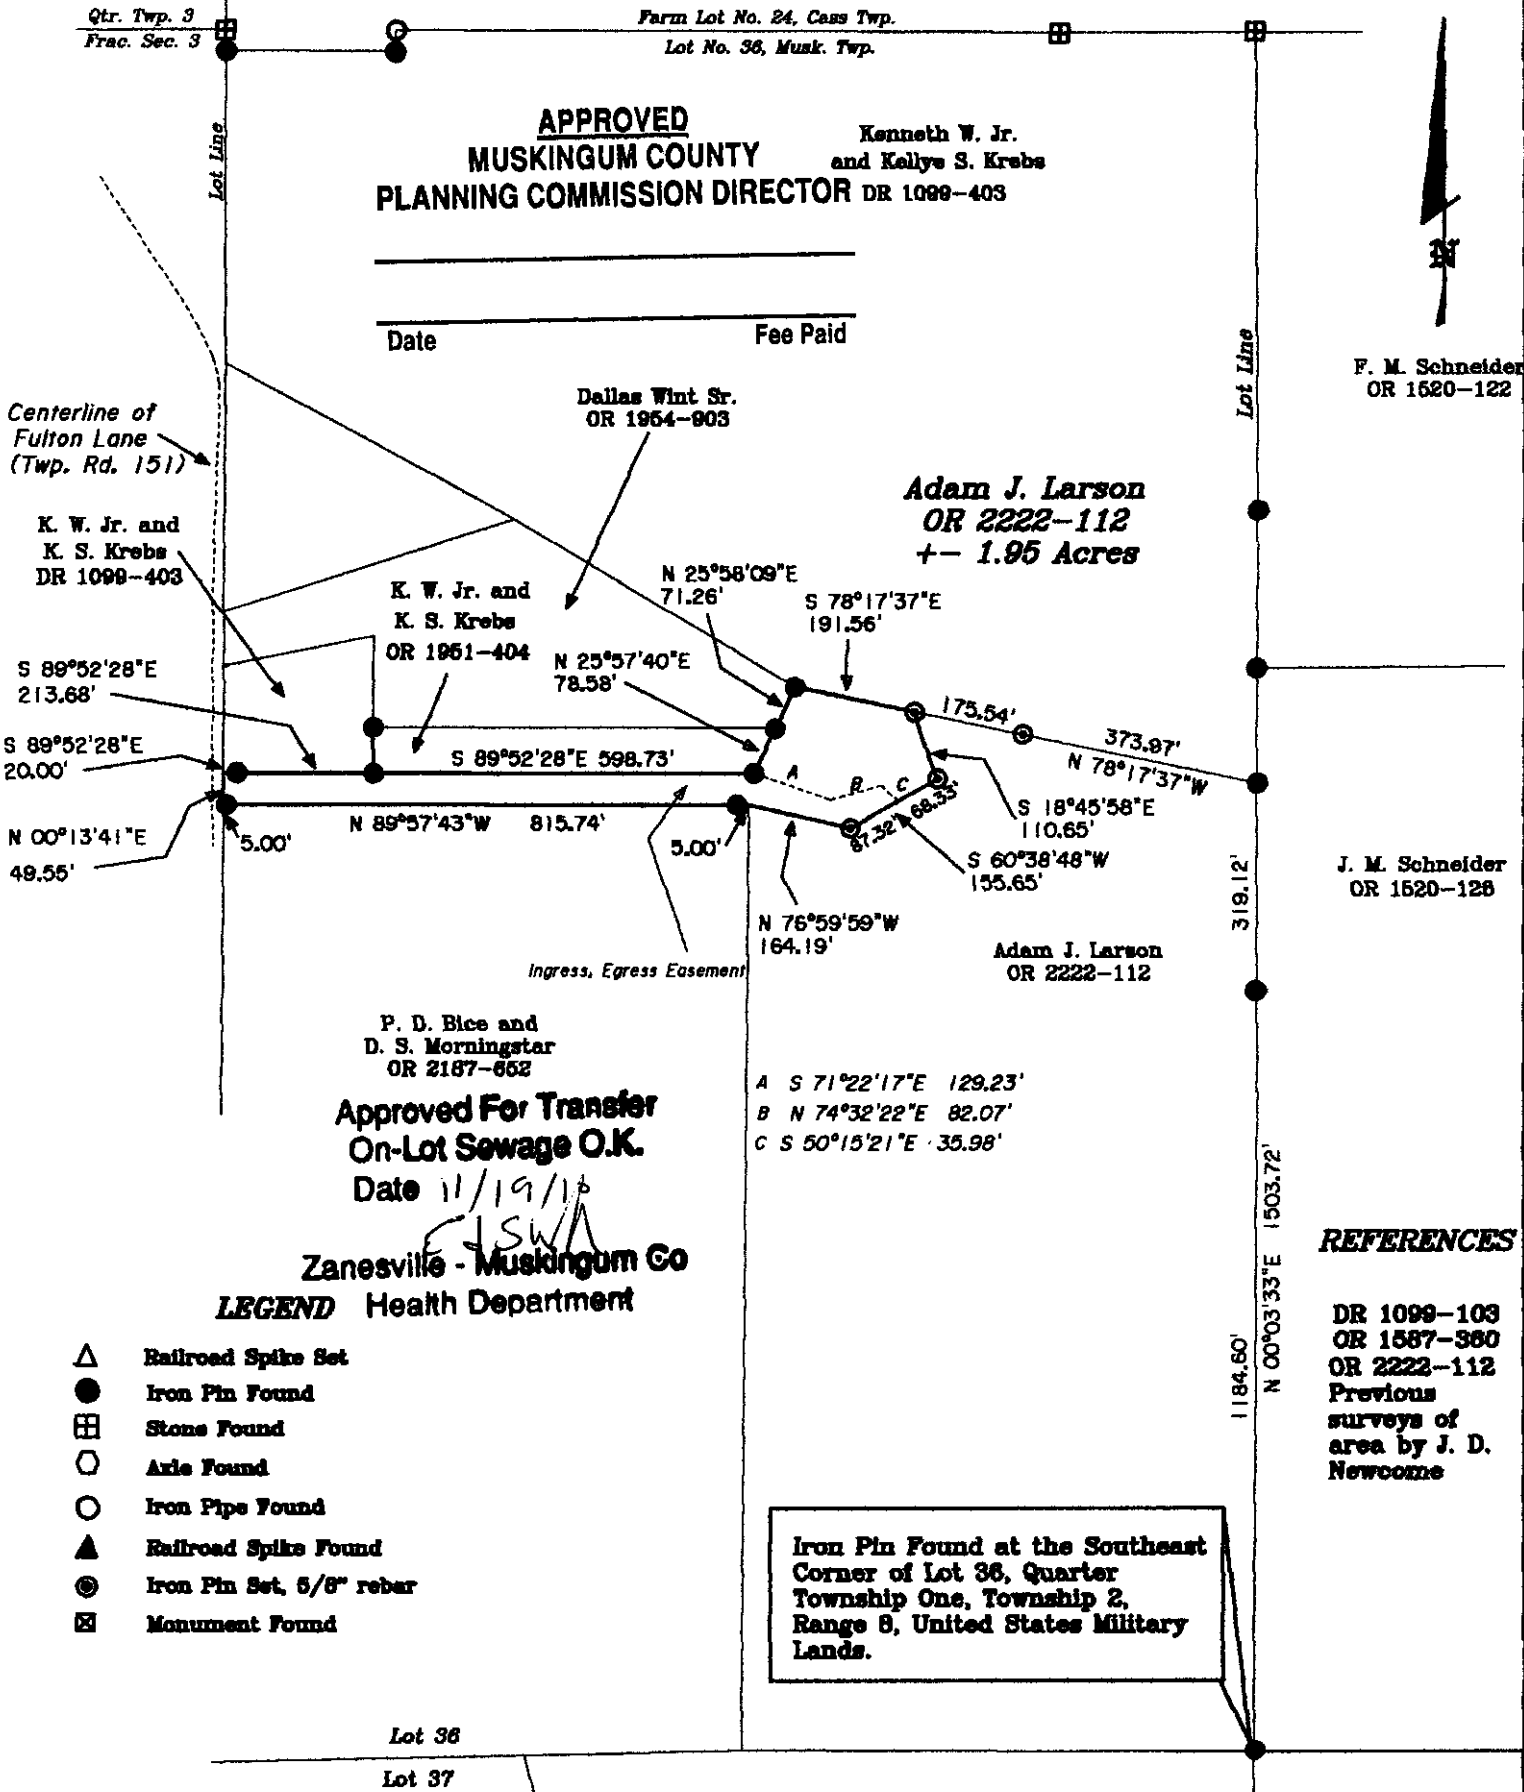 Qtr. Twp. 3
Frac. Sec. 3
Farm Lot No. 24, Cass Twp.
Lot No. 36, Musk. Twp.
Lot Line
APPROVED
MUSKINGUM COUNTY
PLANNING COMMISSION DIRECTOR
Date Fee Paid
Kenneth W. Jr.
and Kellye S. Krebs
DR 1099-403
N
Lot Line
F. M. Schneider
OR 1520-122
Centerline of
Fulton Lane
(Twp. Rd. 151)
Dallas Wint Sr.
OR 1954-903
Adam J. Larson
OR 2222-112
+- 1.95 Acres
K. W. Jr. and
K. S. Krebs
DR 1099-403
K. W. Jr. and
K. S. Krebs
OR 1951-404
N 25°58'09"E
71.26'
S 78°17'37"E
191.56'
N 25°57'40"E
78.58'
S 89°52'28"E
213.68'
S 89°52'28"E
20.00'
S 89°52'28"E 598.73'
175.54'
373.97'
N 78°17'37"W
A
B
C
N 00°13'41"E
49.55'
5.00'
N 89°57'43"W 815.74'
5.00'
87.32'
68.33'
S 18°45'58"E
110.65'
S 60°38'48"W
155.65'
N 76°59'59"W
164.19'
319.12'
J. M. Schneider
OR 1520-128
Adam J. Larson
OR 2222-112
Ingress, Egress Easement
P. D. Bice and
D. S. Morningstar
OR 2187-652
A S 71°22'17"E 129.23'
B N 74°32'22"E 82.07'
C S 50°15'21"E 35.98'
Approved For Transfer
On-Lot Sewage O.K.
Date 11/19/
Zanesville - Muskingum Co
Health Department
1184.60'
N 00°03'33"E 1503.72'
REFERENCES
DR 1099-103
OR 1587-360
OR 2222-112
Previous
surveys of
area by J. D.
Newcome
LEGEND
Railroad Spike Set
Iron Pin Found
Stone Found
Axle Found
Iron Pipe Found
Railroad Spike Found
Iron Pin Set, 5/8" rebar
Monument Found
Iron Pin Found at the Southeast
Corner of Lot 36, Quarter
Township One, Township 2,
Range 8, United States Military
Lands.
Lot 36
Lot 37